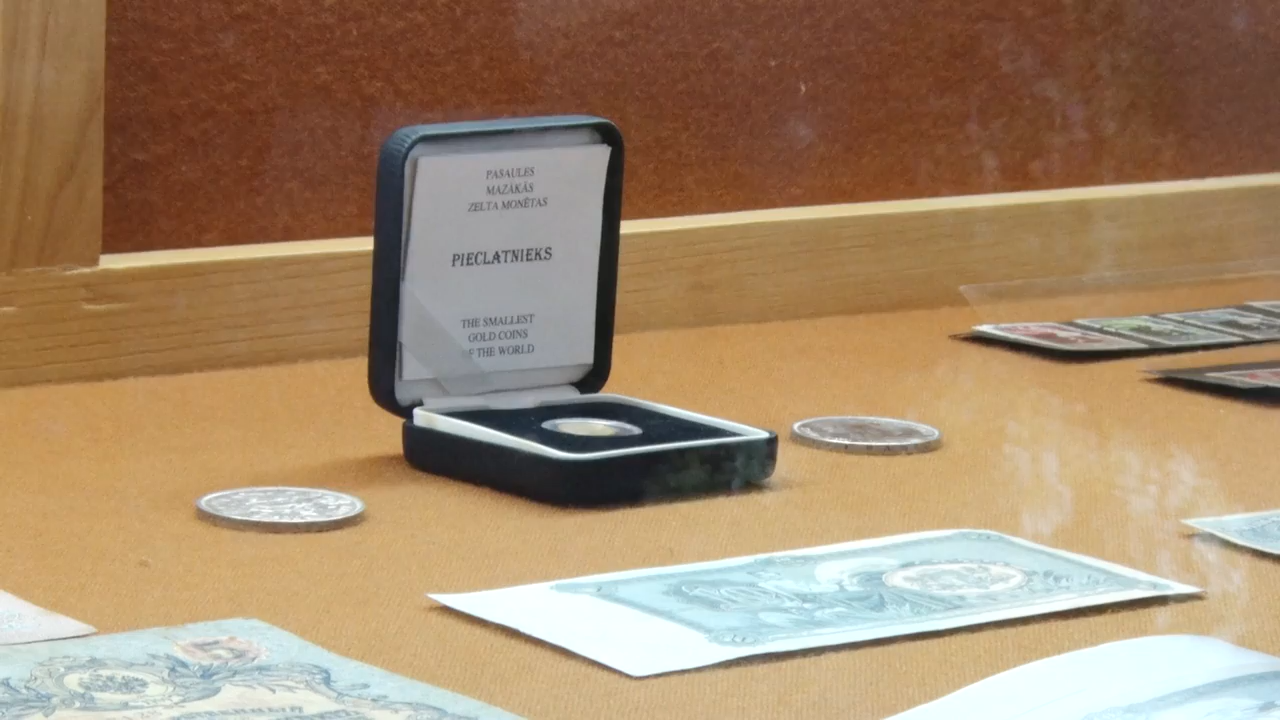 PASAULES
MAZĀKĀS
ZELTA MONĒTAS
PIECLATNIEKS
THE SMALLEST
GOLD COINS
OF THE WORLD